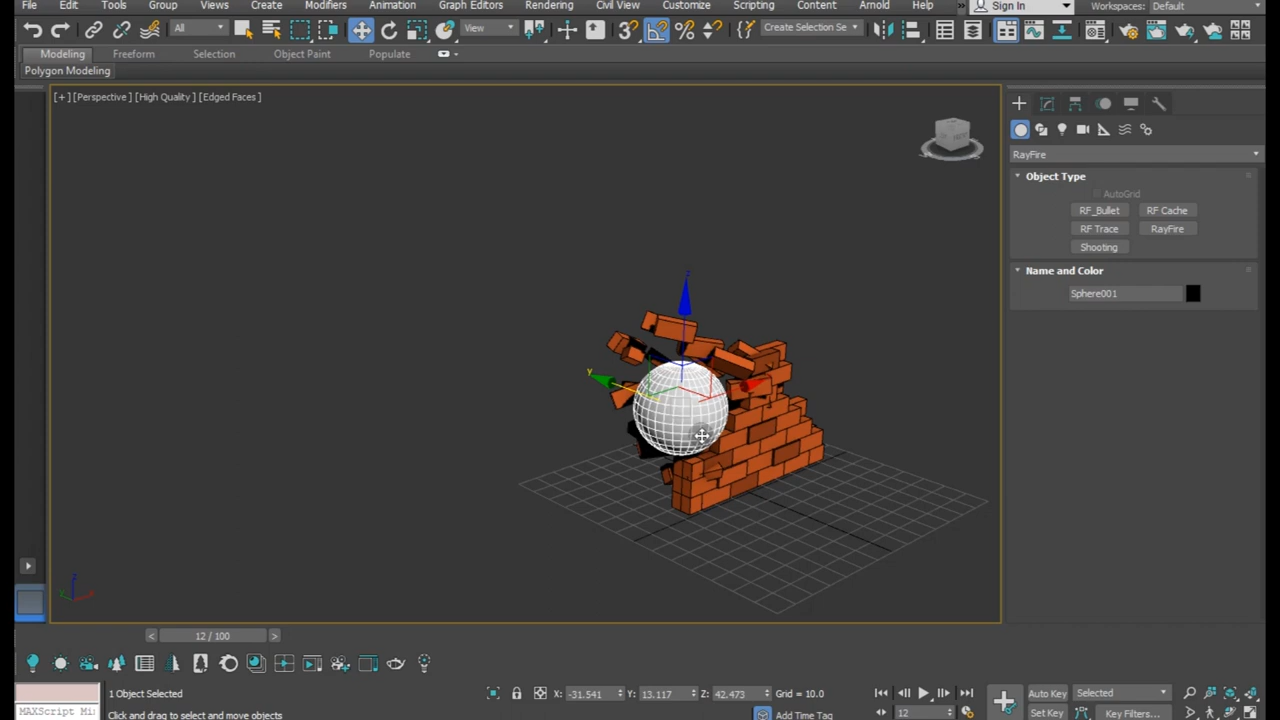 File Edit Tools Group Views Create Modifiers Animation Graph Editors Rendering Civil View Customize Scripting Content Arnold Help Sign In Workspaces: Default
All View Create Selection Se
Modeling Freeform Selection Object Paint Populate
Polygon Modeling
[+] [Perspective] [High Quality] [Edged Faces]
RayFire
Object Type
AutoGrid
RF_Bullet RF Cache
RF Trace RayFire
Shooting
Name and Color
Sphere001
z
y
z
y
12 / 100
1 Object Selected X: -31.541 Y: 13.117 Z: 42.473 Grid = 10.0 Auto Key Selected
MAXScript Mi
Click and drag to select and move objects Add Time Tag 12 Set Key Key Filters...